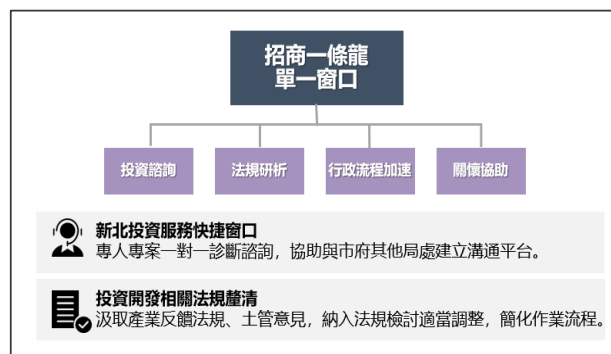 招商一條龍
單一窗口
投資諮詢
法規研析
行政流程加速
關懷協助
新北投資服務快捷窗口
專人專案一對一診斷諮詢，協助與市府其他局處建立溝通平台。
投資開發相關法規釐清
汲取產業反饋法規、土管意見，納入法規檢討適當調整，簡化作業流程。